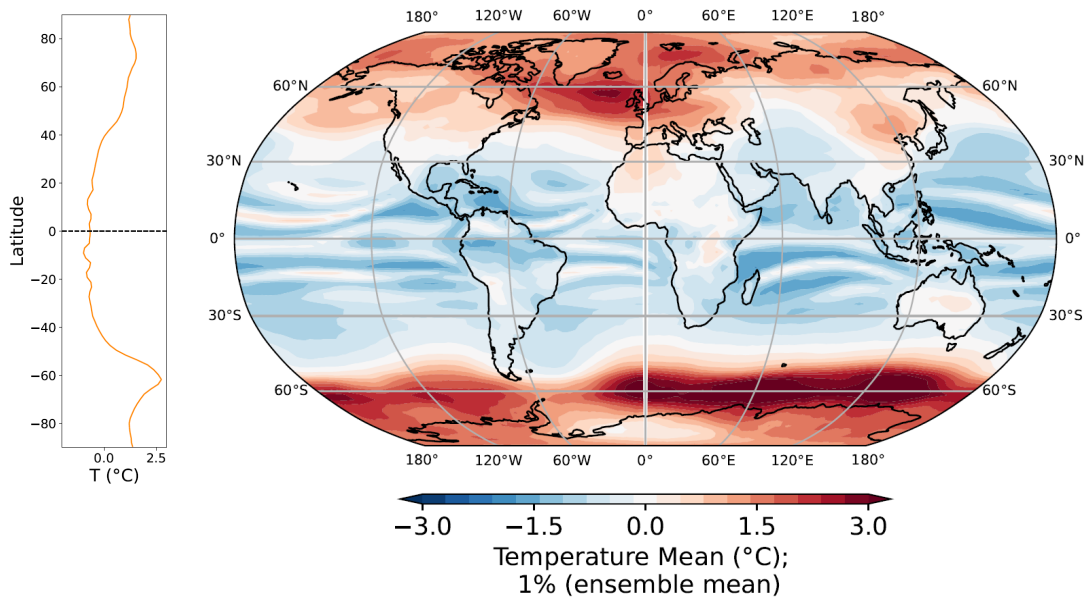 80
60
40
20
0
−20
−40
−60
−80
Latitude
0.0 2.5
T (°C)
180° 120°W 60°W 0° 60°E 120°E 180°
60°N 60°N
30°N 30°N
0° 0°
30°S 30°S
60°S 60°S
180° 120°W 60°W 0° 60°E 120°E 180°
−3.0 −1.5 0.0 1.5 3.0
Temperature Mean (°C);
1% (ensemble mean)